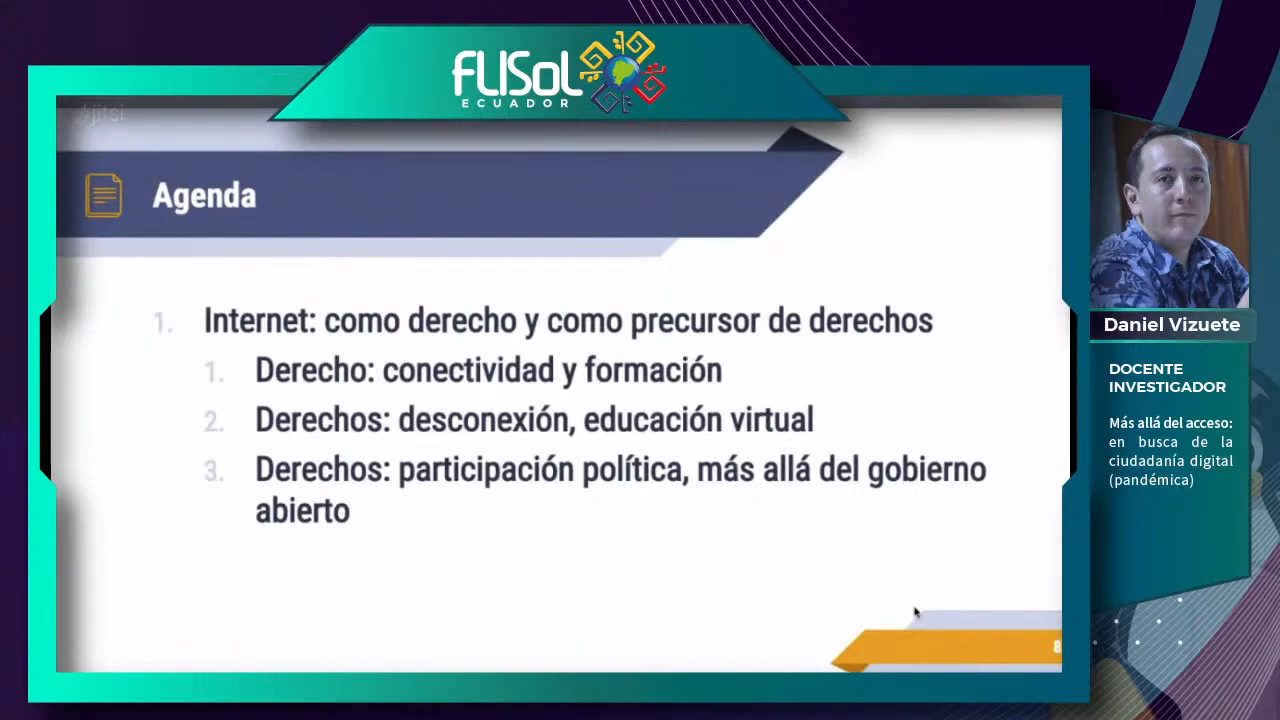 FLISoL
ECUADOR
jitsi
Agenda
1. Internet: como derecho y como precursor de derechos
1. Derecho: conectividad y formación
2. Derechos: desconexión, educación virtual
3. Derechos: participación política, más allá del gobierno
abierto
8
Daniel Vizuete
DOCENTE
INVESTIGADOR
Más allá del acceso:
en busca de la
ciudadanía digital
(pandémica)